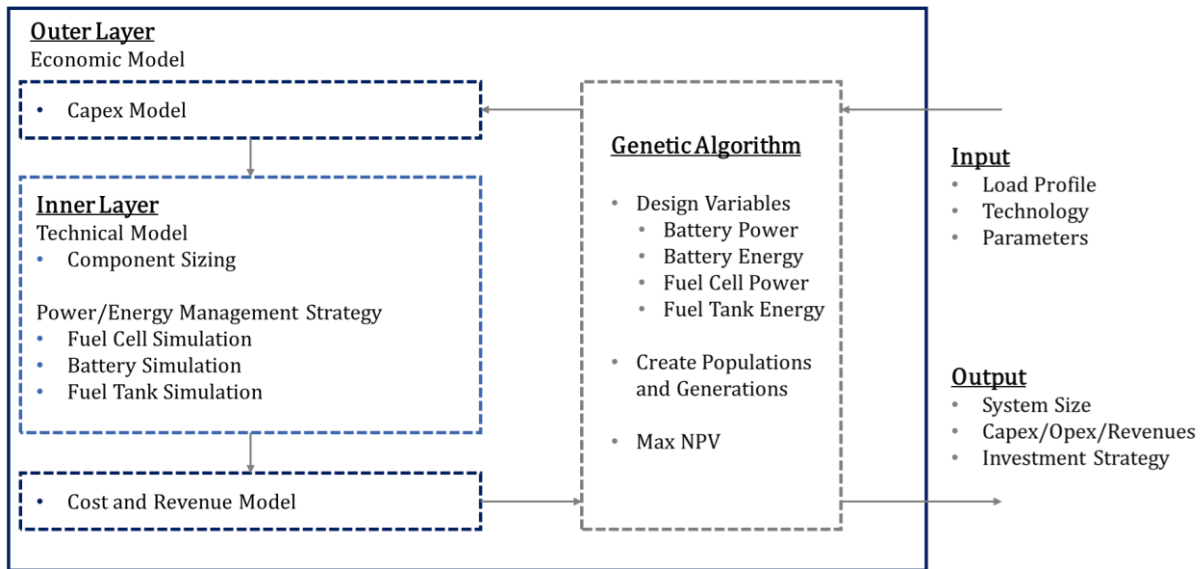 Outer Layer
Economic Model
• Capex Model
Inner Layer
Technical Model
• Component Sizing
Power/Energy Management Strategy
• Fuel Cell Simulation
• Battery Simulation
• Fuel Tank Simulation
• Cost and Revenue Model
Genetic Algorithm
• Design Variables
• Battery Power
• Battery Energy
• Fuel Cell Power
• Fuel Tank Energy
• Create Populations
and Generations
• Max NPV
Input
• Load Profile
• Technology
• Parameters
Output
• System Size
• Capex/Opex/Revenues
• Investment Strategy